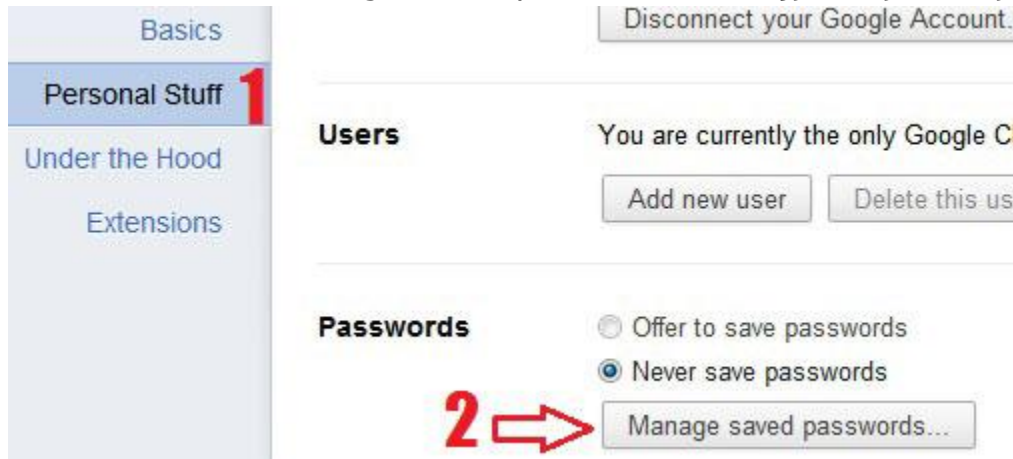 Basics
Disconnect your Google Account.
Personal Stuff
1
Under the Hood
Extensions
Users
You are currently the only Google C
Add new user
Delete this us
Passwords
Offer to save passwords
Never save passwords
2
Manage saved passwords...